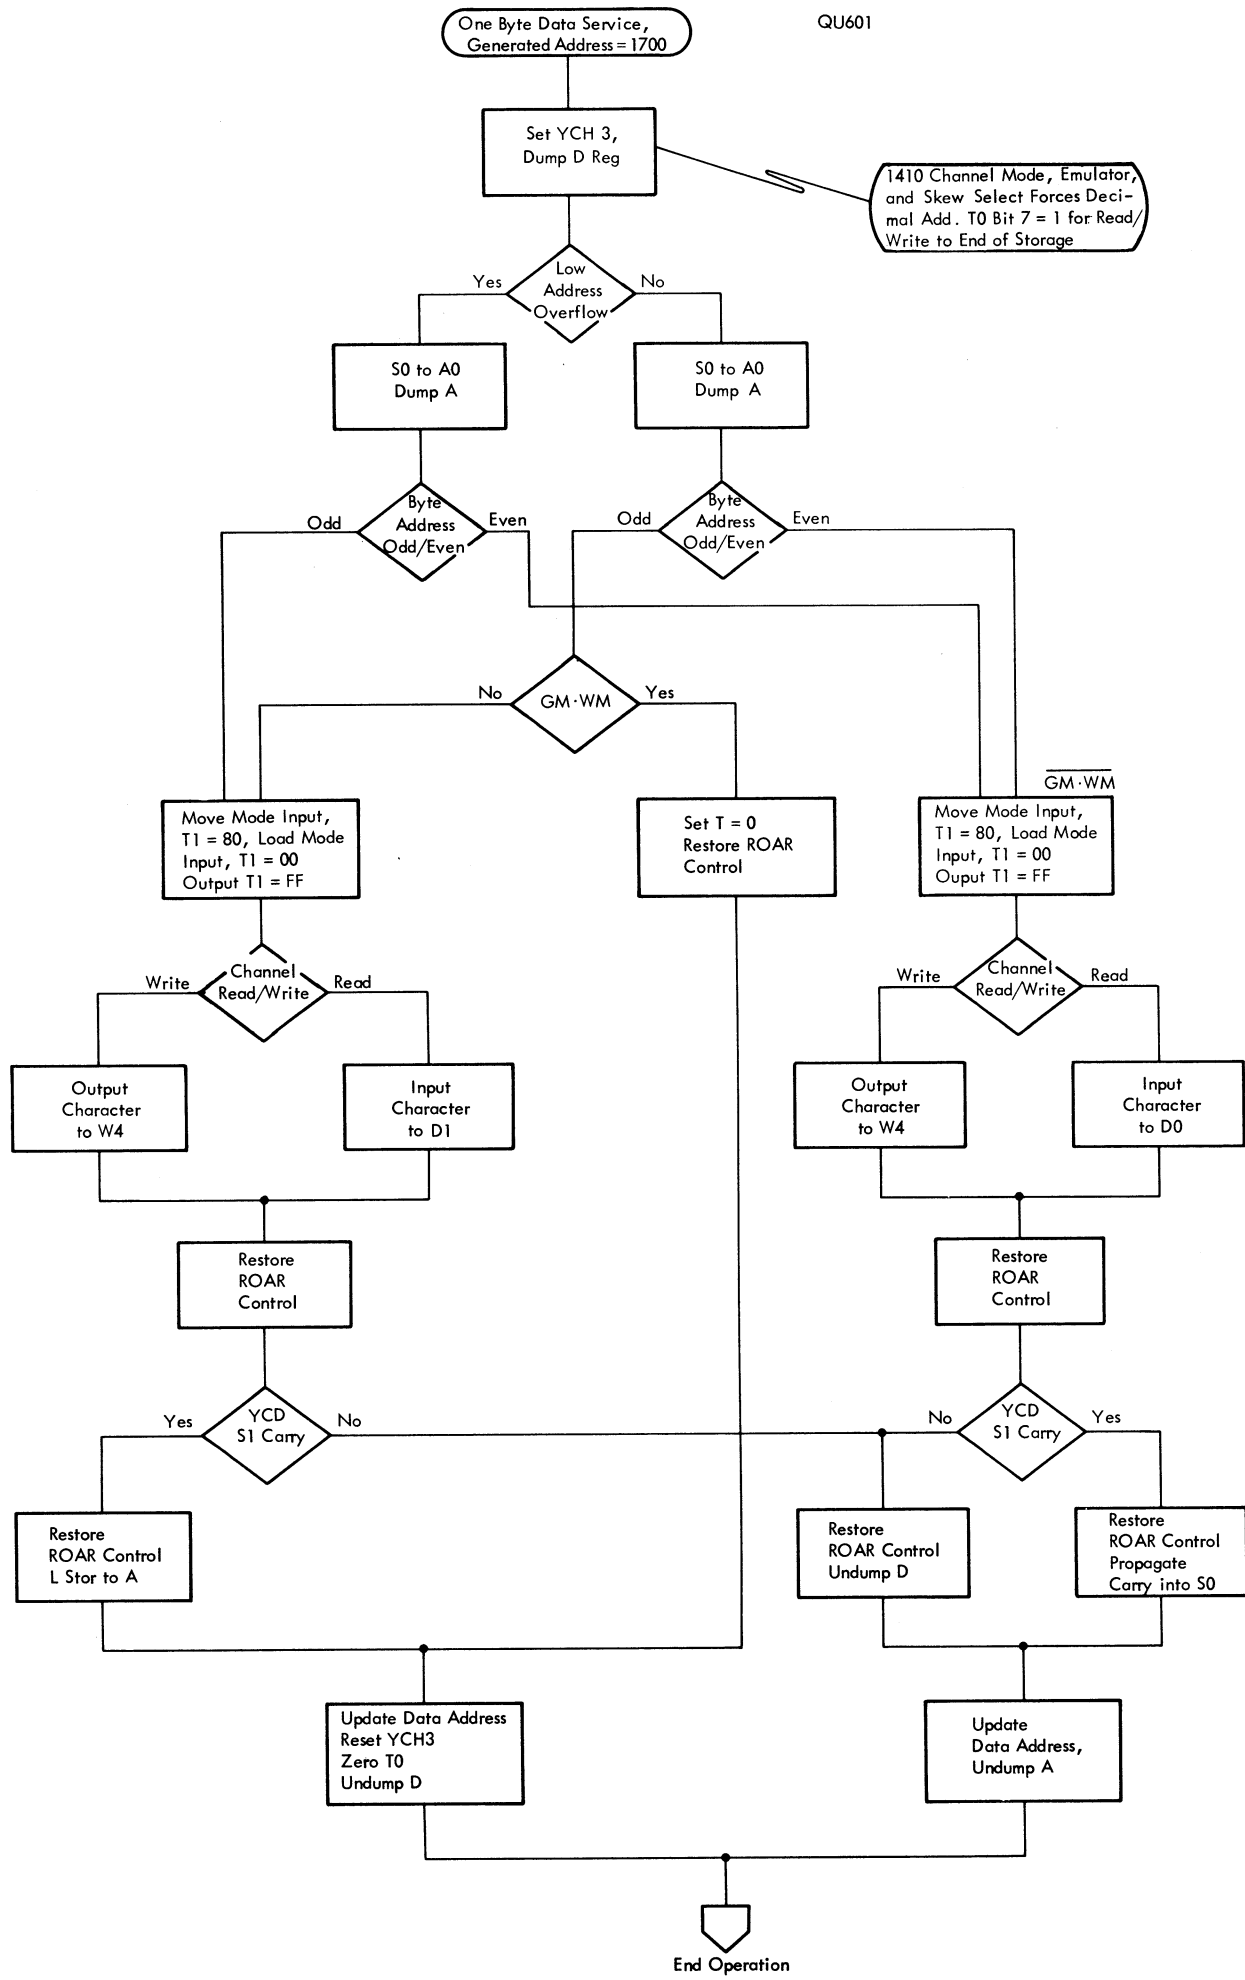 One Byte Data Service,
Generated Address = 1700
QU601
Set YCH 3,
Dump D Reg
1410 Channel Mode, Emulator,
and Skew Select Forces Deci-
mal Add. T0 Bit 7 = 1 for Read/
Write to End of Storage
Yes
Low
Address
Overflow
No
S0 to A0
Dump A
S0 to A0
Dump A
Odd
Byte
Address
Odd/Even
Even
Odd
Byte
Address
Odd/Even
Even
No
GM·WM
Yes
GM·WM
Move Mode Input,
T1 = 80, Load Mode
Input, T1 = 00
Output T1 = FF
Set T = 0
Restore ROAR
Control
Move Mode Input,
T1 = 80, Load Mode
Input, T1 = 00
Ouput T1 = FF
Write
Channel
Read/Write
Read
Write
Channel
Read/Write
Read
Output
Character
to W4
Input
Character
to D1
Output
Character
to W4
Input
Character
to D0
Restore
ROAR
Control
Restore
ROAR
Control
Yes
YCD
S1 Carry
No
No
YCD
S1 Carry
Yes
Restore
ROAR Control
L Stor to A
Restore
ROAR Control
Undump D
Restore
ROAR Control
Propagate
Carry into S0
Update Data Address
Reset YCH3
Zero T0
Undump D
Update
Data Address,
Undump A
End Operation